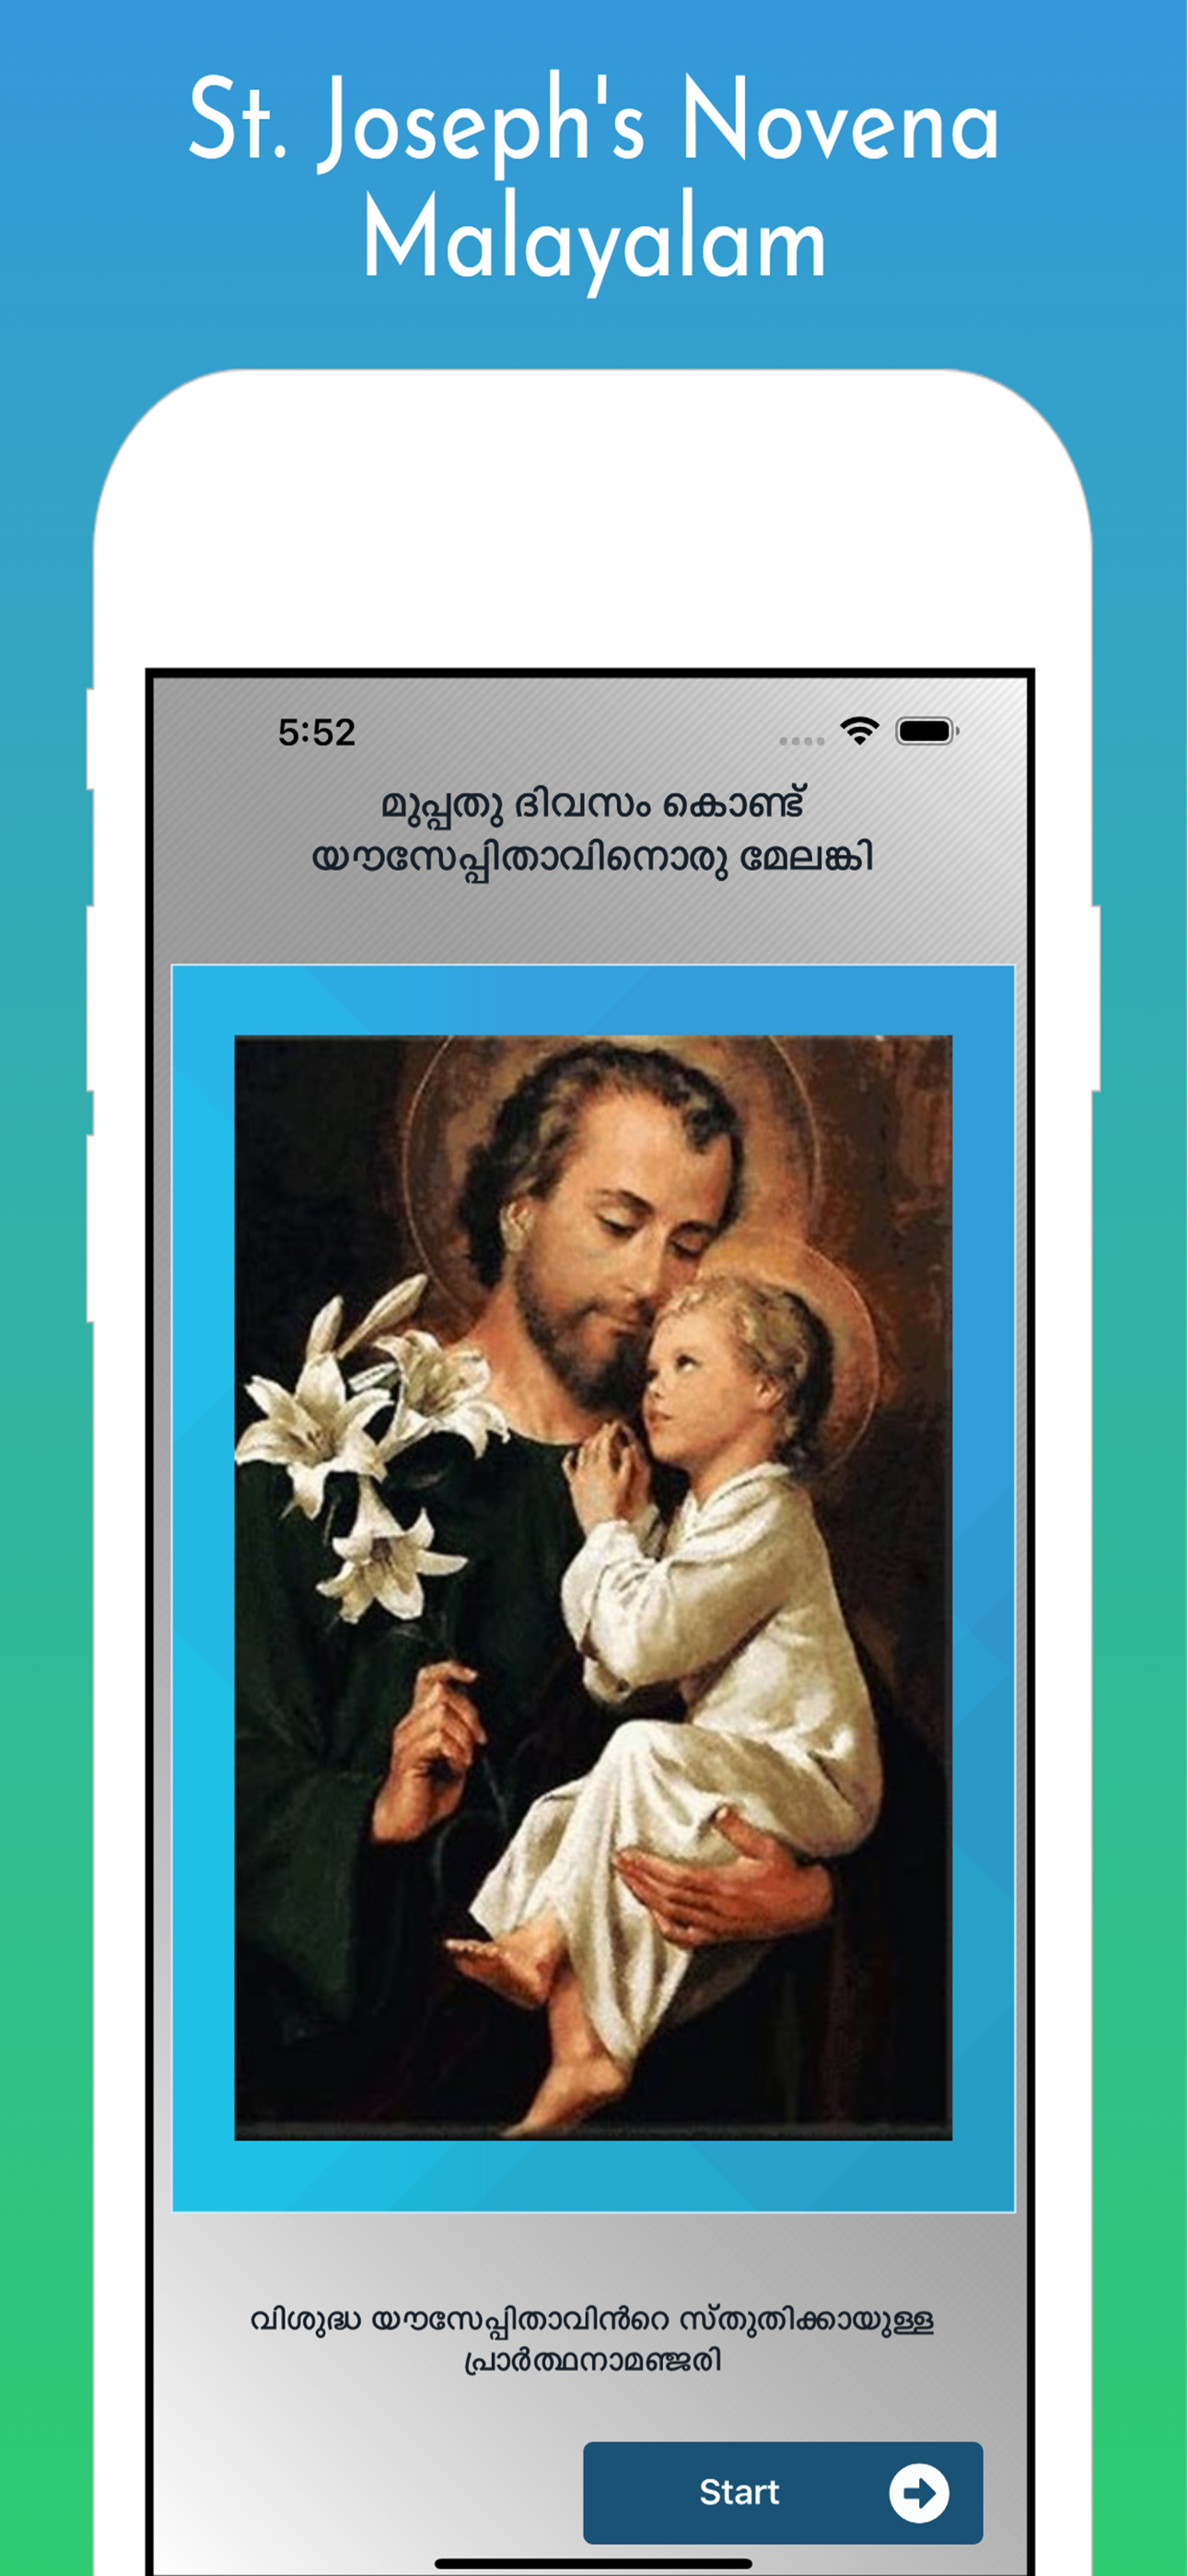 St. Joseph's Novena
Malayalam
5:52
മുപ്പതു ദിവസം കൊണ്ട്
യൗസേപ്പിതാവിനൊരു മേലങ്കി
വിശുദ്ധ യൗസേപ്പിതാവിൻറെ സ്തുതിക്കായുള്ള
പ്രാർത്ഥനാമഞ്ജരി
Start